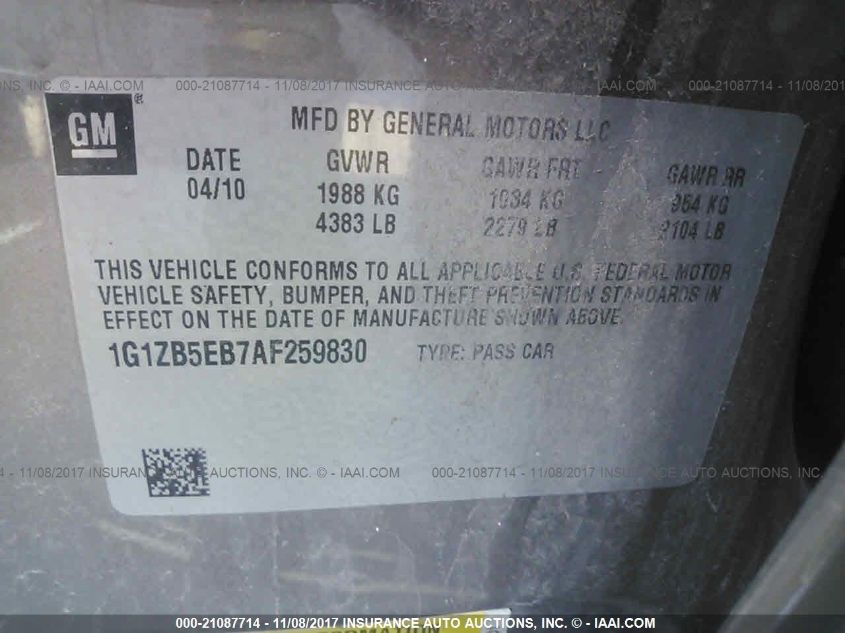 INC. - IAAI.COM 000-21087714 - 11/08/2017 INSURANCE AUTO AUCTIONS, INC. - IAAI.COM 000-21087714 - 11/08/2017
GM ®
MFD BY GENERAL MOTORS LLC
DATE GVWR GAWR FRT GAWR RR
04/10 1988 KG 1034 KG 954 KG
4383 LB 2279 LB 2104 LB
THIS VEHICLE CONFORMS TO ALL APPLICABLE U.S. FEDERAL MOTOR
VEHICLE SAFETY, BUMPER, AND THEFT PREVENTION STANDARDS IN
EFFECT ON THE DATE OF MANUFACTURE SHOWN ABOVE.
1G1ZB5EB7AF259830 TYPE: PASS CAR
- 11/08/2017 INSURANCE AUTO AUCTIONS, INC. - IAAI.COM 000-21087714 - 11/08/2017 INSURANCE AUTO AUCTIONS, INC.
000-21087714 - 11/08/2017 INSURANCE AUTO AUCTIONS, INC. - IAAI.COM